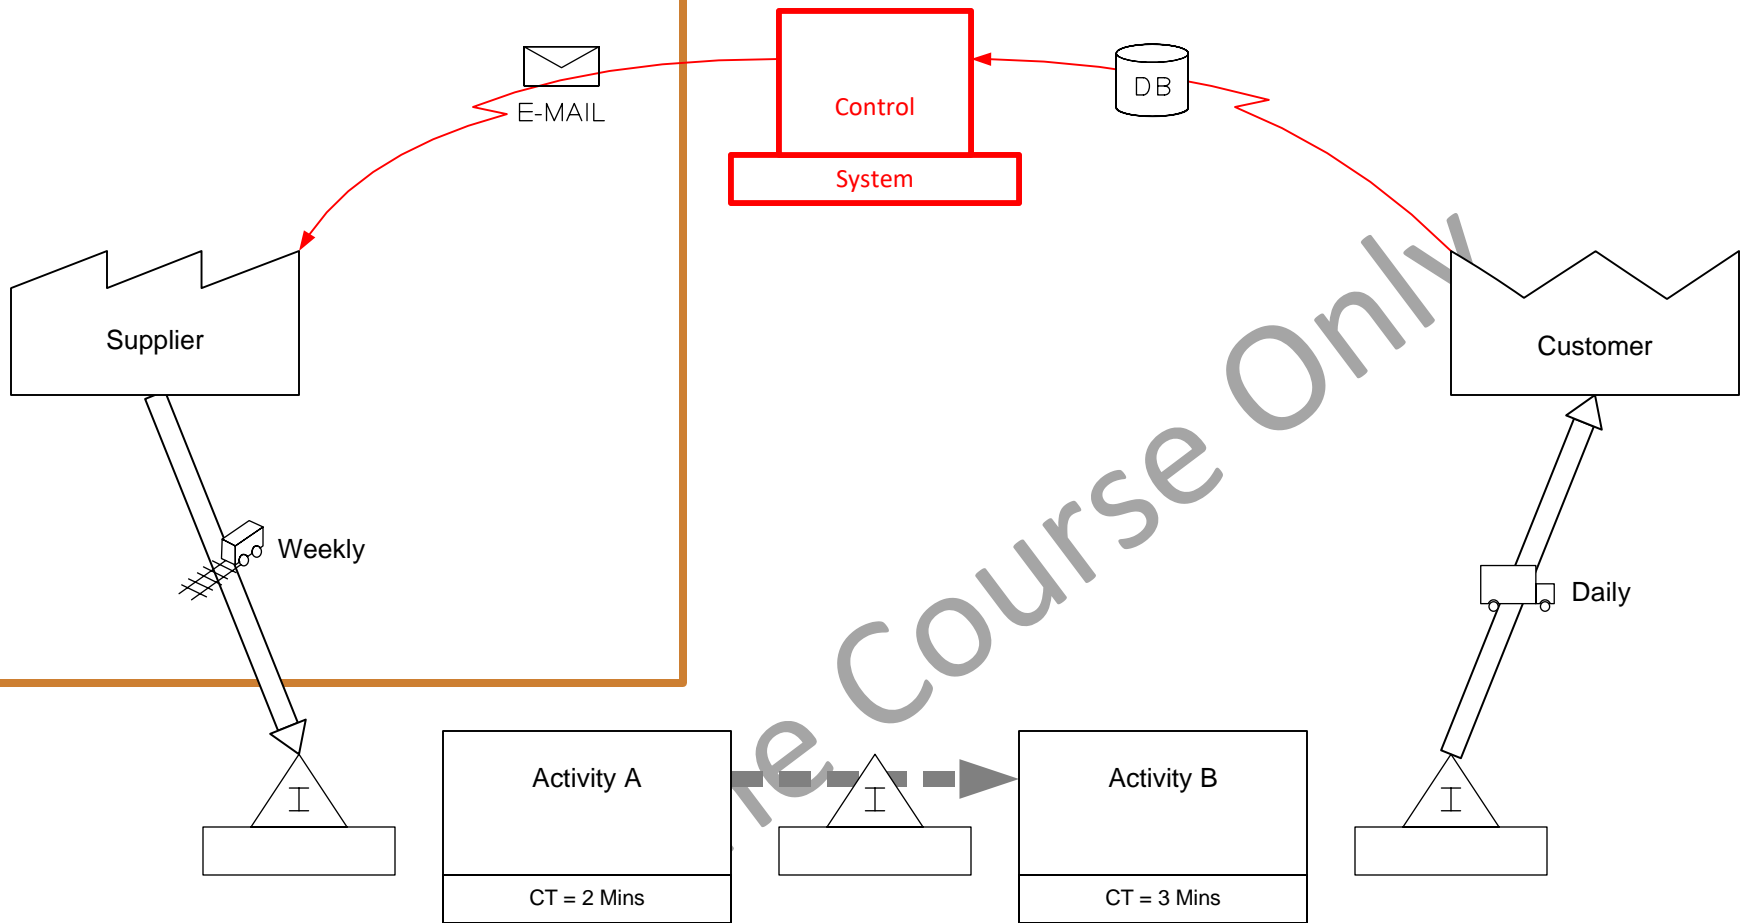 E-MAIL
DB
Control
System
Supplier
Customer
Weekly
Daily
Course Only
Activity A
I
I
Activity B
I
CT = 2 Mins
CT = 3 Mins